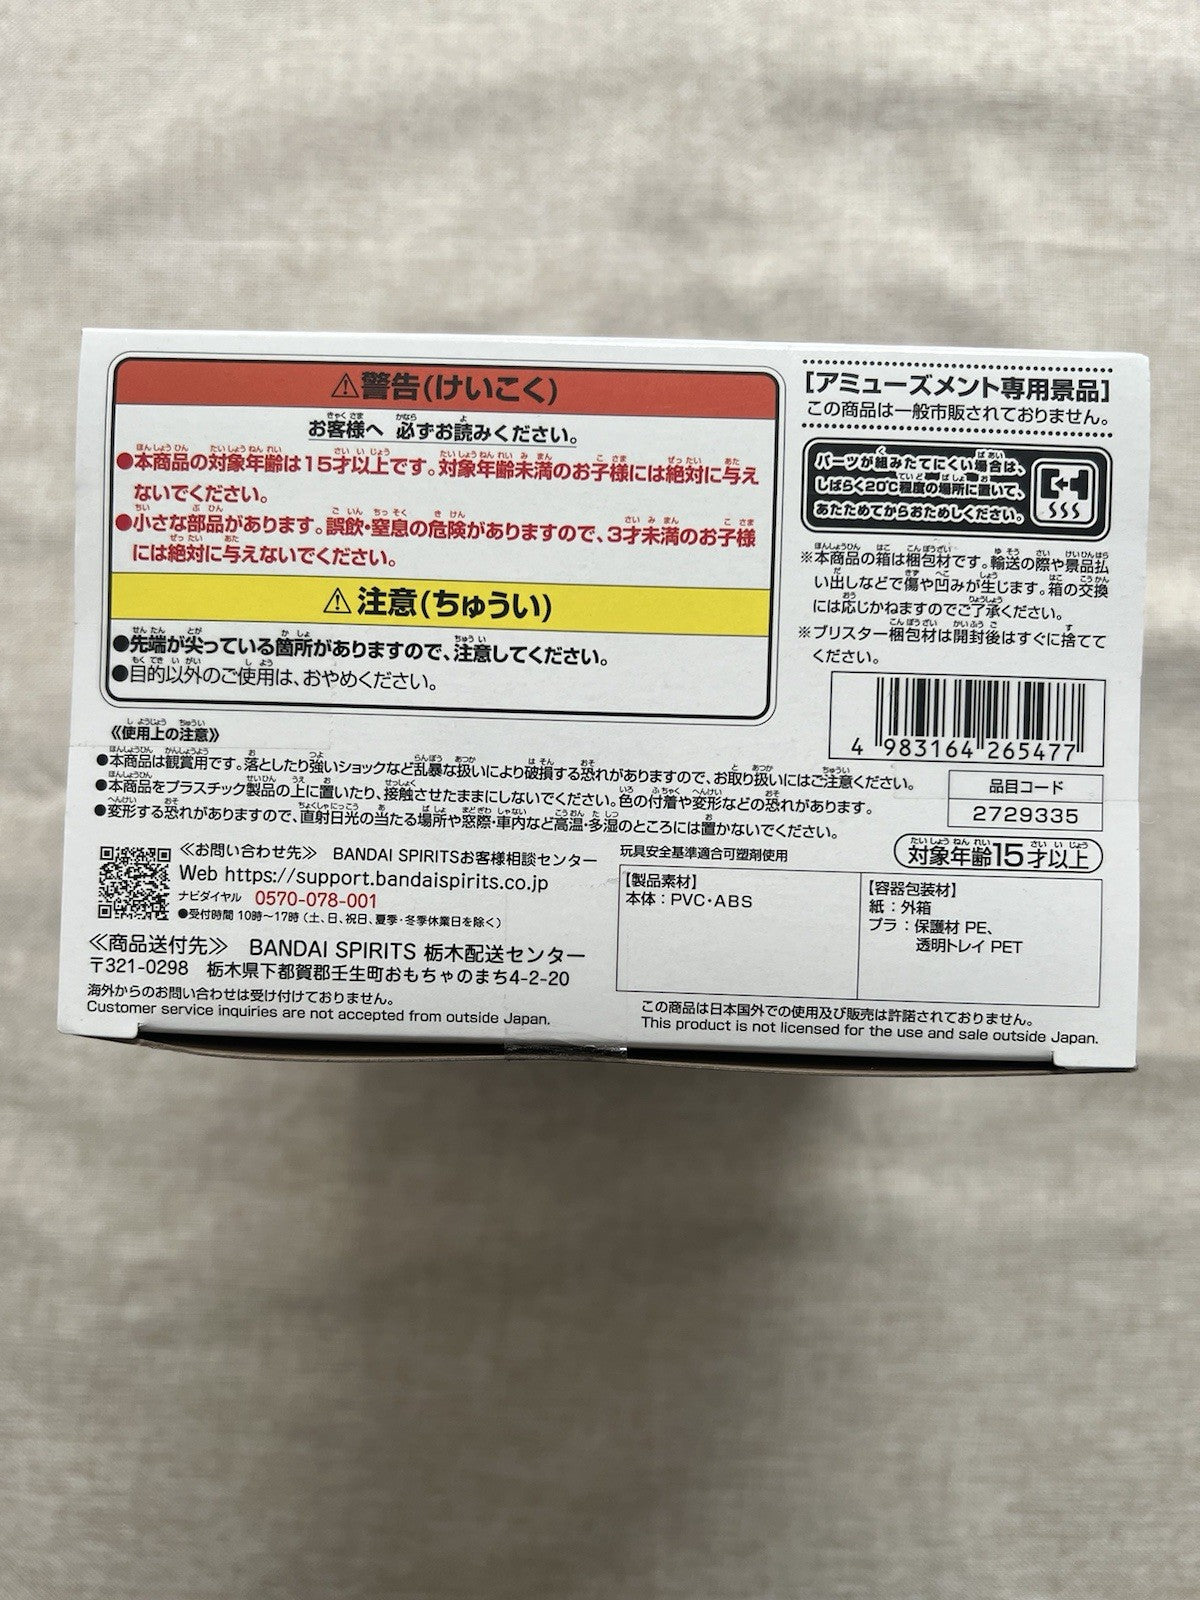 ⚠警告(けいこく)
お客様へ 必ずお読みください。
●本商品の対象年齢は15才以上です。対象年齢未満のお子様には絶対に与え
ないでください。
●小さな部品があります。誤飲・窒息の危険がありますので、3才未満のお子様
には絶対に与えないでください。
⚠注意(ちゅうい)
●先端が尖っている箇所がありますので、注意してください。
●目的以外のご使用は、おやめください。
[アミューズメント専用景品]
この商品は一般市販されておりません。
パーツが組みたてにくい場合は、
しばらく20℃程度の場所に置いて、
あたためてからおためしください。
※本商品の箱は梱包材です。輸送の際や景品払
い出しなどで傷や凹みが生じます。箱の交換
には応じかねますのでご了承ください。
※ブリスター梱包材は開封後はすぐに捨てて
ください。
4 983164 265477
品目コード
2729335
対象年齢15才以上
《使用上の注意》
●本商品は観賞用です。落としたり強いショックなど乱暴な扱いにより破損する恐れがありますので、お取り扱いにはご注意ください。
●本商品をプラスチック製品の上に置いたり、接触させたままにしないでください。色の付着や変形などの恐れがあります。
●変形する恐れがありますので、直射日光の当たる場所や窓際・車内など高温・多湿のところには置かないでください。
≪お問い合わせ先≫ BANDAI SPIRITSお客様相談センター
Web https://support.bandaispirits.co.jp
ナビダイヤル 0570-078-001
●受付時間 10時〜17時(土、日、祝日、夏季・冬季休業日を除く)
≪商品送付先≫ BANDAI SPIRITS 栃木配送センター
〒321-0298 栃木県下都賀郡壬生町おもちゃのまち4-2-20
海外からのお問い合わせは受け付けておりません。
Customer service inquiries are not accepted from outside Japan.
玩具安全基準適合可塑剤使用
【製品素材】
本体：PVC・ABS
【容器包装材】
紙：外箱
プラ：保護材 PE、
透明トレイ PET
この商品は日本国外での使用及び販売は許諾されておりません。
This product is not licensed for the use and sale outside Japan.